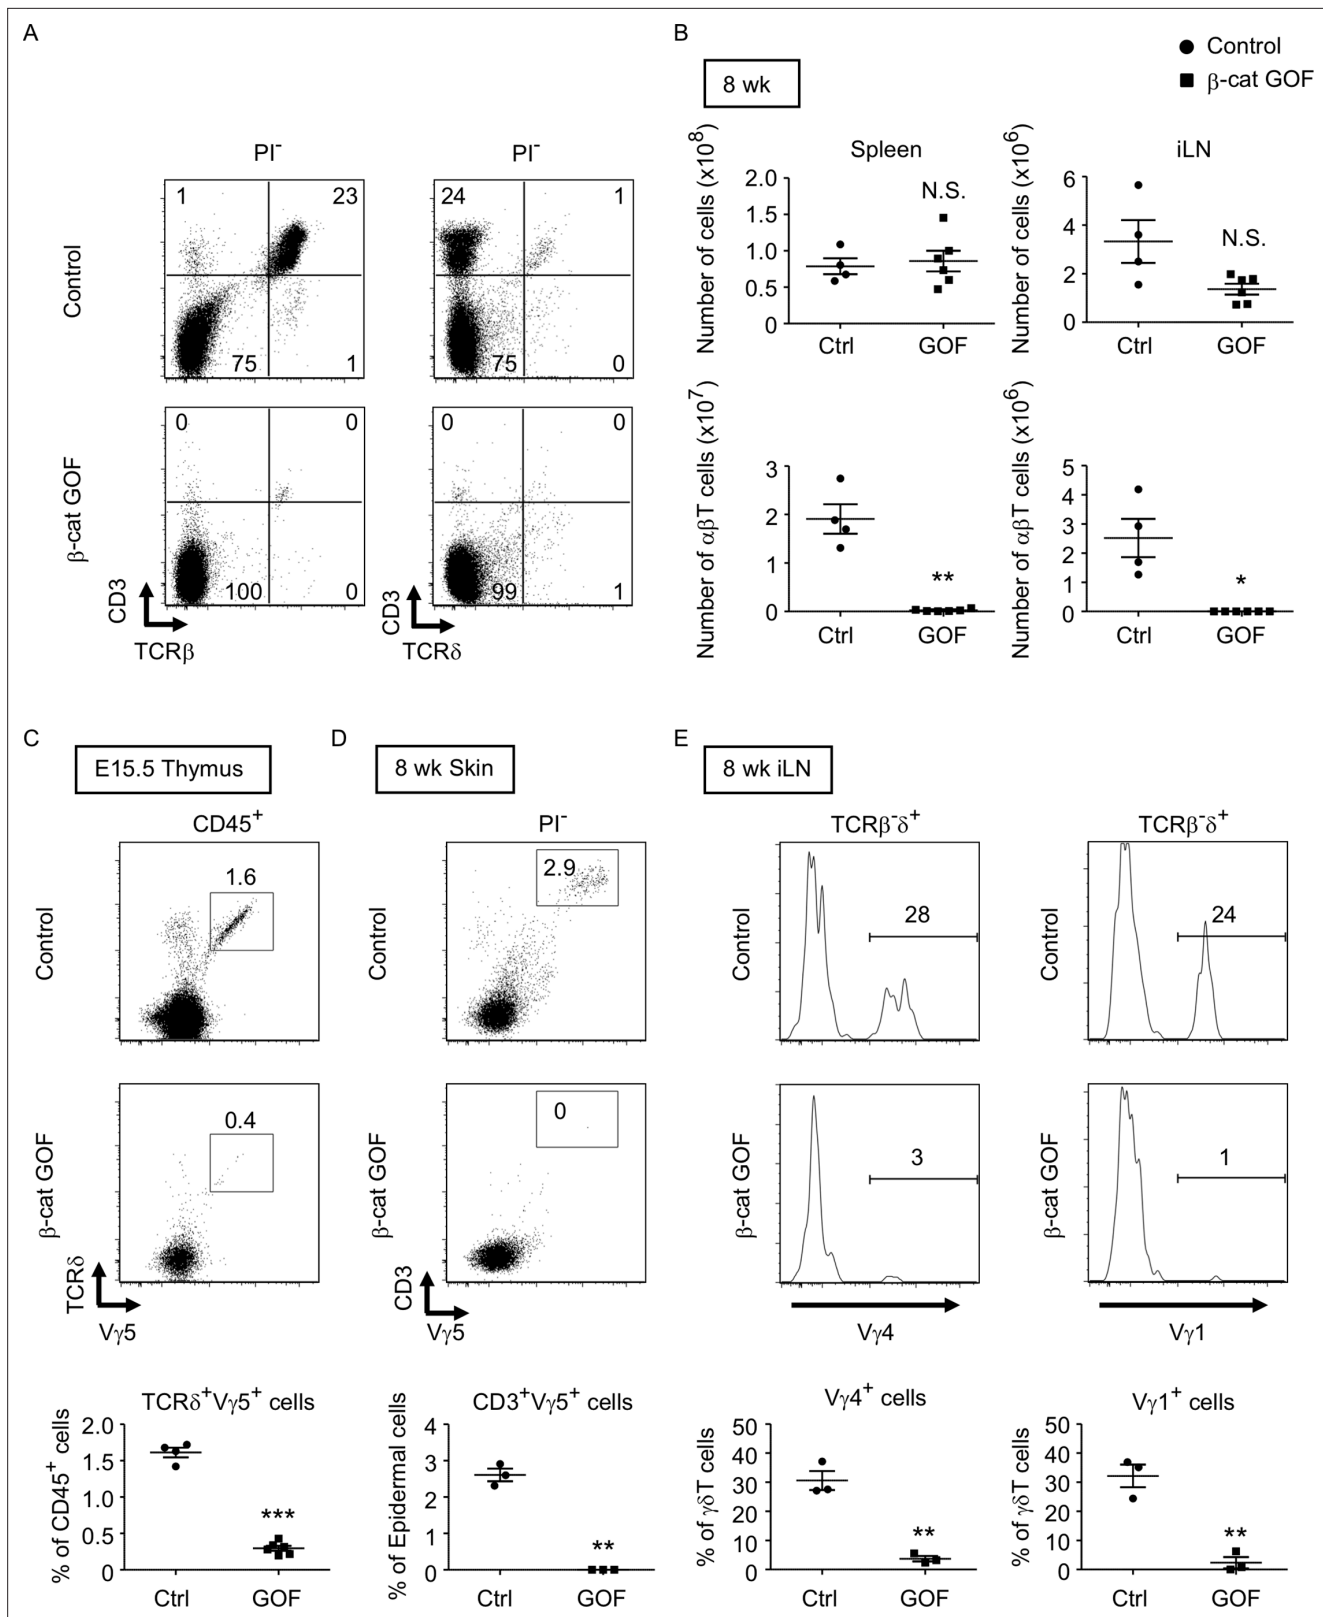 A
PI⁻
PI⁻
Control
1
23
75
1
24
1
75
0
β-cat GOF
0
0
100
0
0
0
99
1
CD3
TCRβ
CD3
TCRδ
B
Control
β-cat GOF
8 wk
Spleen
iLN
Number of cells (x10⁸)
2.0
1.5
1.0
0.5
0
N.S.
Ctrl
GOF
Number of cells (x10⁶)
6
4
2
0
N.S.
Ctrl
GOF
Number of αβT cells (x10⁷)
3
2
1
0
**
Ctrl
GOF
Number of αβT cells (x10⁶)
5
4
3
2
1
0
*
Ctrl
GOF
C
E15.5 Thymus
CD45⁺
Control
1.6
β-cat GOF
0.4
TCRδ
Vγ5
TCRδ⁺Vγ5⁺ cells
% of CD45⁺ cells
2.0
1.5
1.0
0.5
0
***
Ctrl
GOF
D
8 wk Skin
PI⁻
Control
2.9
β-cat GOF
0
CD3
Vγ5
CD3⁺Vγ5⁺ cells
% of Epidermal cells
4
3
2
1
0
**
Ctrl
GOF
E
8 wk iLN
TCRβ⁻δ⁺
TCRβ⁻δ⁺
Control
28
Control
24
β-cat GOF
3
β-cat GOF
1
Vγ4
Vγ1
Vγ4⁺ cells
% of γδT cells
50
40
30
20
10
0
**
Ctrl
GOF
Vγ1⁺ cells
% of γδT cells
50
40
30
20
10
0
**
Ctrl
GOF